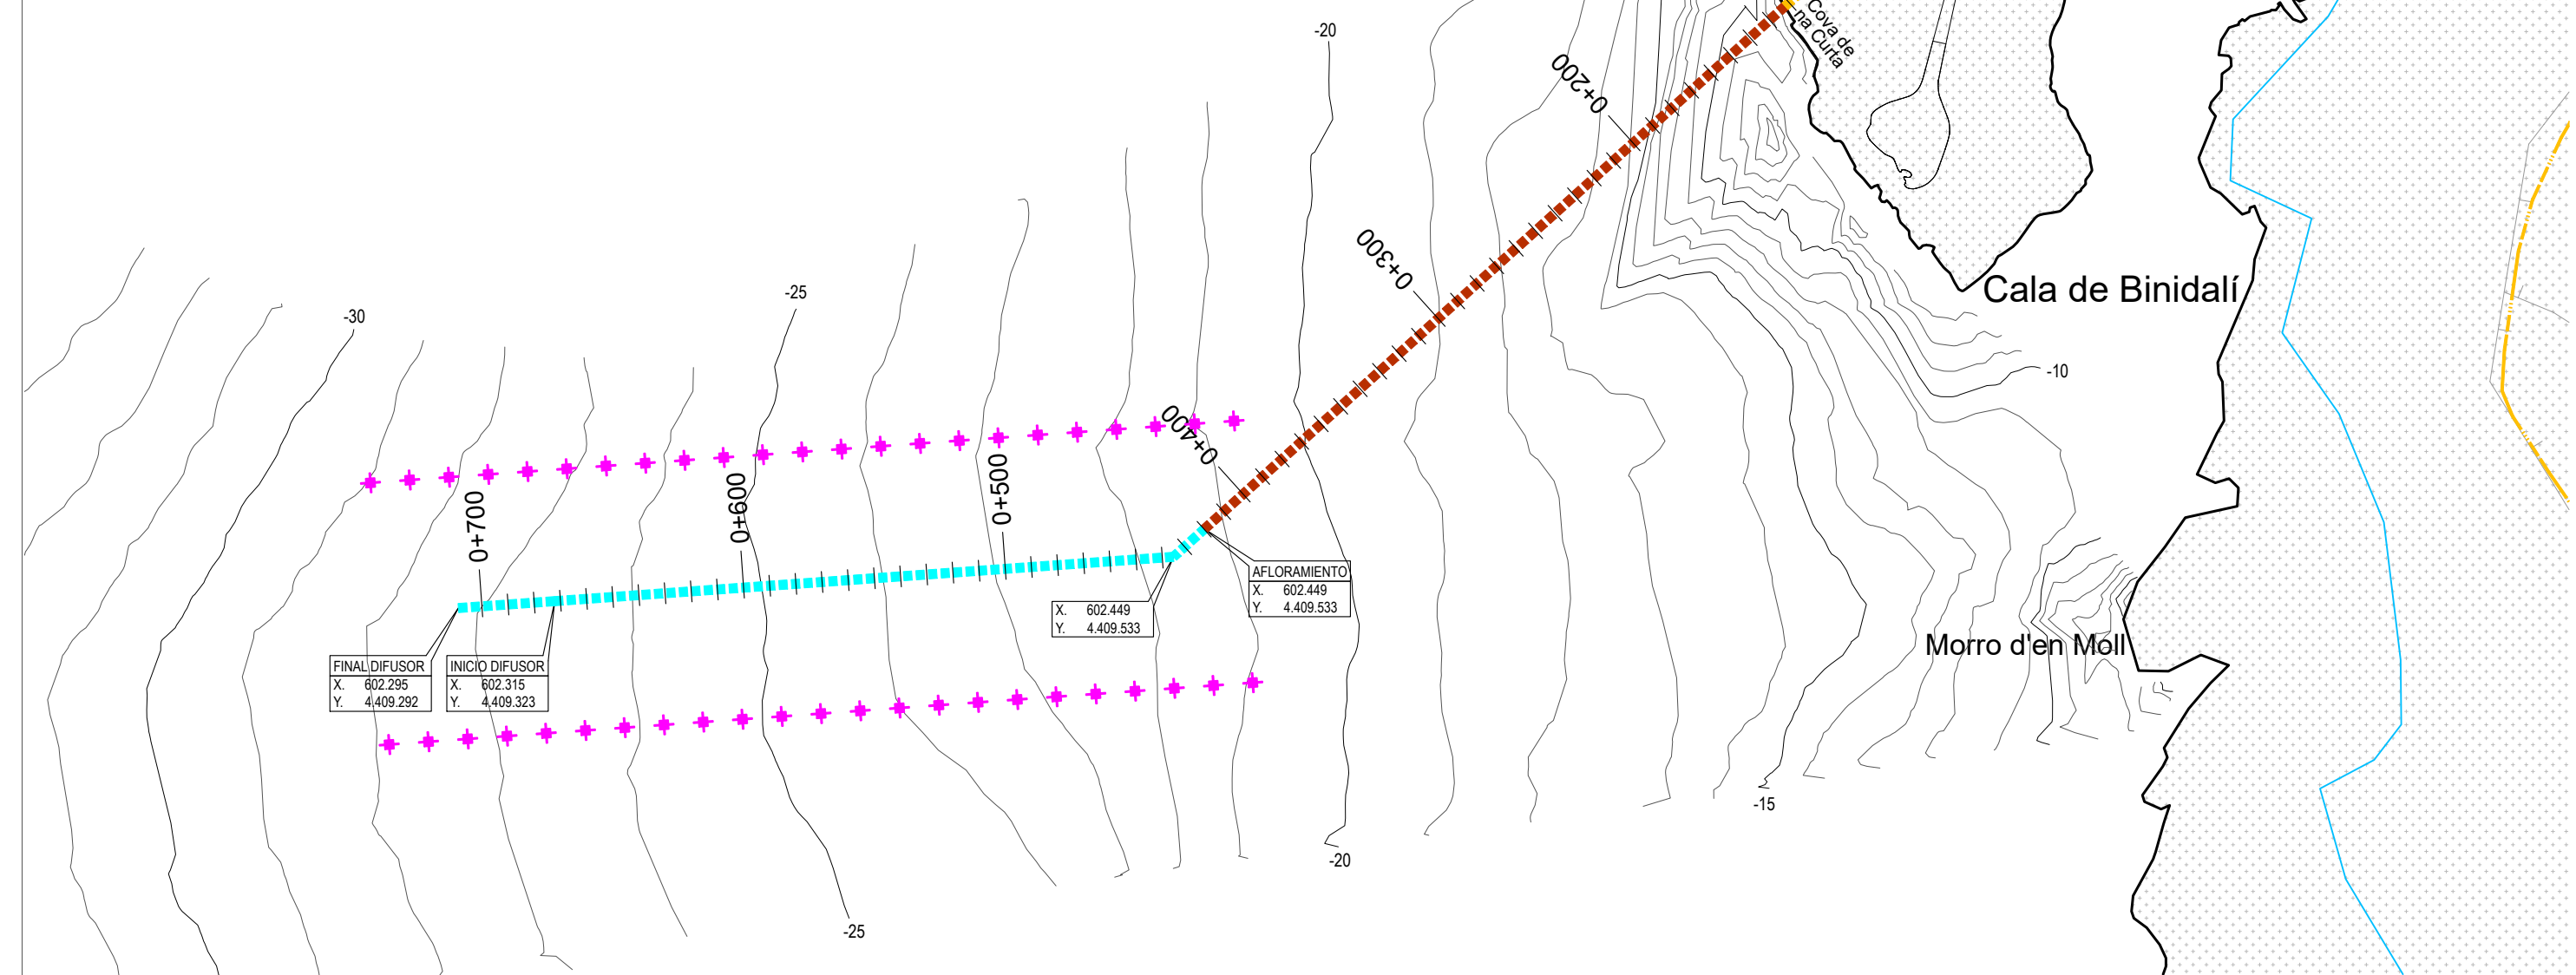 Cova de
na Curta
-20
0+200
0+300
Cala de Binidalí
-25
-30
-10
0+400
0+500
0+600
0+700
AFLORAMIENTO
X. 602.449
Y. 4.409.533
X. 602.449
Y. 4.409.533
FINAL DIFUSOR
X. 602.295
Y. 4.409.292
INICIO DIFUSOR
X. 602.315
Y. 4.409.323
Morro d'en Moll
-15
-20
-25